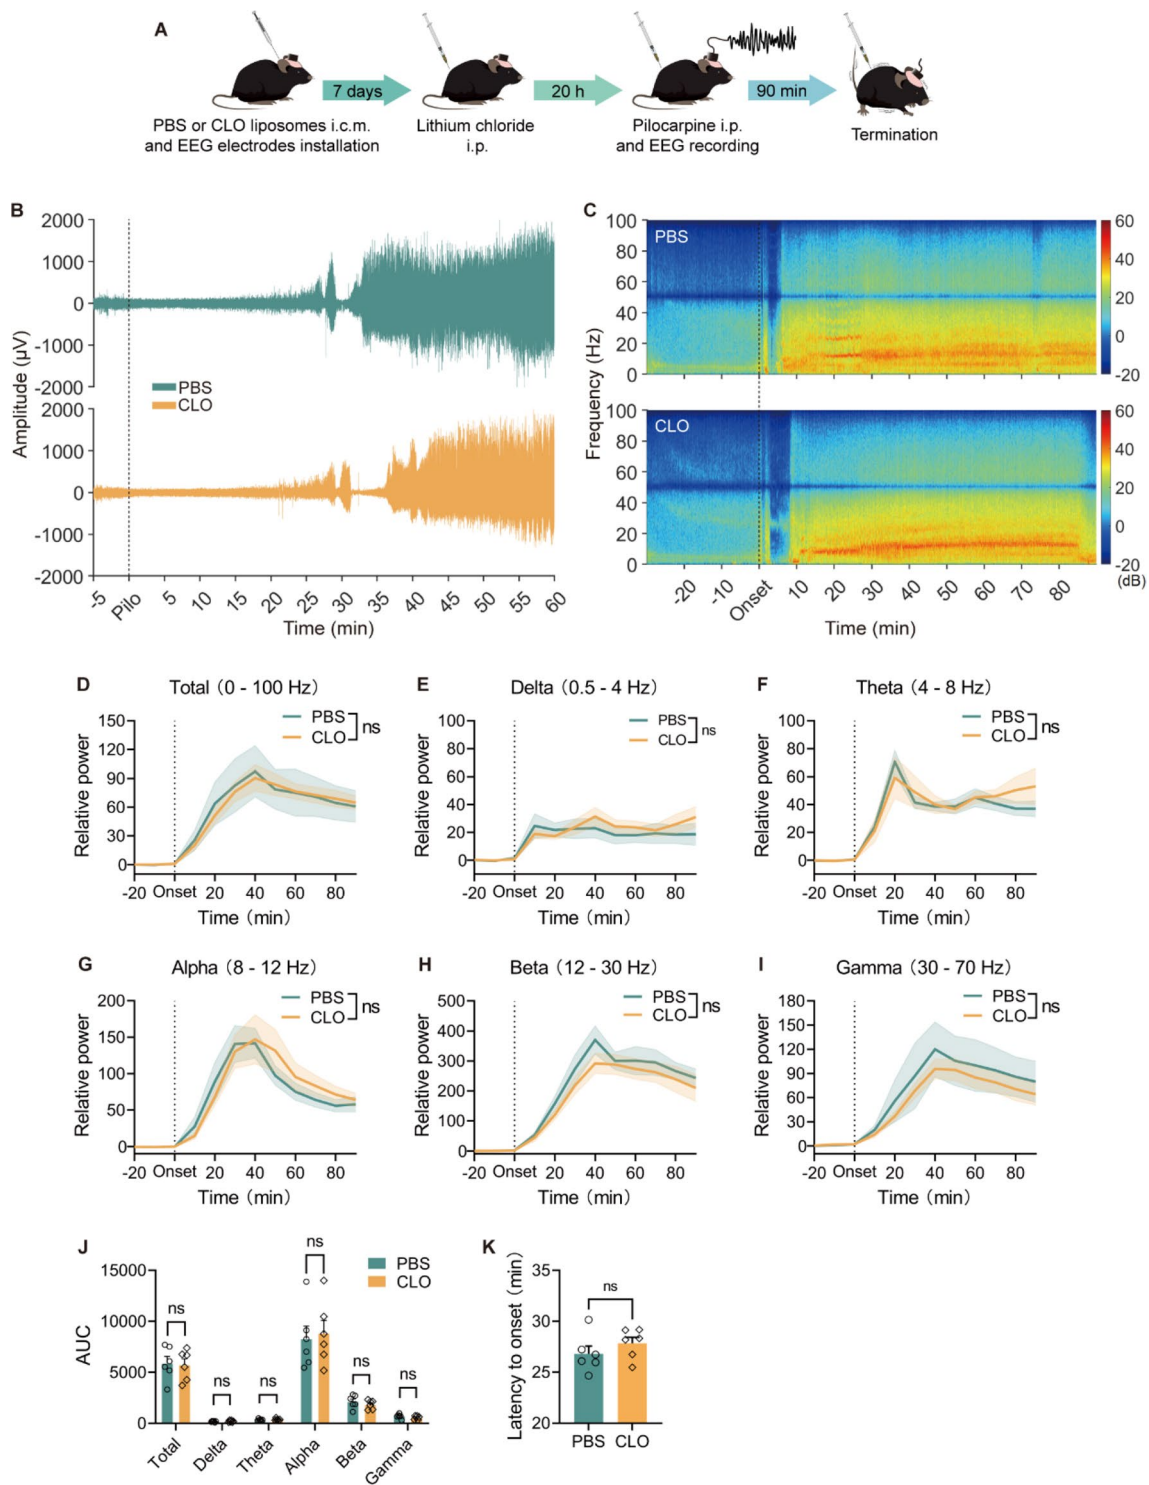 A
7 days
20 h
90 min
PBS or CLO liposomes i.c.m.
and EEG electrodes installation
Lithium chloride
i.p.
Pilocarpine i.p.
and EEG recording
Termination
B
2000
1000
0
-1000
-2000
Amplitude (µV)
PBS
CLO
2000
1000
0
-1000
-2000
-5 Pilo 5 10 15 20 25 30 35 40 45 50 55 60
Time (min)
C
100
80
60
40
20
0
PBS
60
40
20
0
-20
Frequency (Hz)
100
80
60
40
20
0
CLO
60
40
20
0
-20
(dB)
-20 -10 Onset 10 20 30 40 50 60 70 80
Time (min)
D
Total (0 - 100 Hz)
PBS
CLO
ns
150
120
90
60
30
0
Relative power
-20 Onset 20 40 60 80
Time (min)
E
Delta (0.5 - 4 Hz)
PBS
CLO
ns
100
80
60
40
20
0
Relative power
-20 Onset 20 40 60 80
Time (min)
F
Theta (4 - 8 Hz)
PBS
CLO
ns
100
80
60
40
20
0
Relative power
-20 Onset 20 40 60 80
Time (min)
G
Alpha (8 - 12 Hz)
PBS
CLO
ns
200
150
100
50
0
Relative power
-20 Onset 20 40 60 80
Time (min)
H
Beta (12 - 30 Hz)
PBS
CLO
ns
500
400
300
200
100
0
Relative power
-20 Onset 20 40 60 80
Time (min)
I
Gamma (30 - 70 Hz)
PBS
CLO
ns
180
150
120
90
60
30
0
Relative power
-20 Onset 20 40 60 80
Time (min)
J
PBS
CLO
15000
10000
5000
0
AUC
ns ns ns ns ns ns
Total Delta Theta Alpha Beta Gamma
K
35
30
25
20
Latency to onset (min)
ns
PBS CLO